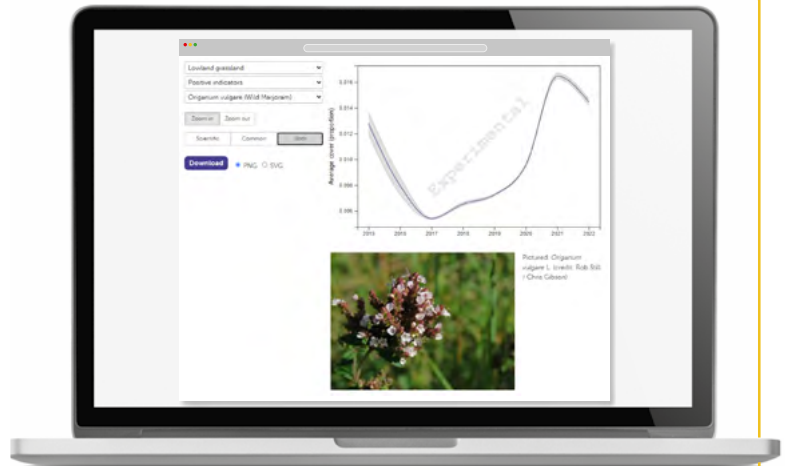 Lowland grassland
Positive indicators
Origanum vulgare (Wild Marjoram)
Zoom in Zoom out
Scientific Common Both
Download PNG SVG
Average cover (proportion)
0.016
0.014
0.012
0.010
0.008
0.006
Experimental
2015 2016 2017 2018 2019 2020 2021 2022
Pictured: Origanum
vulgare L. (credit: Rob Still
/ Chris Gibson)